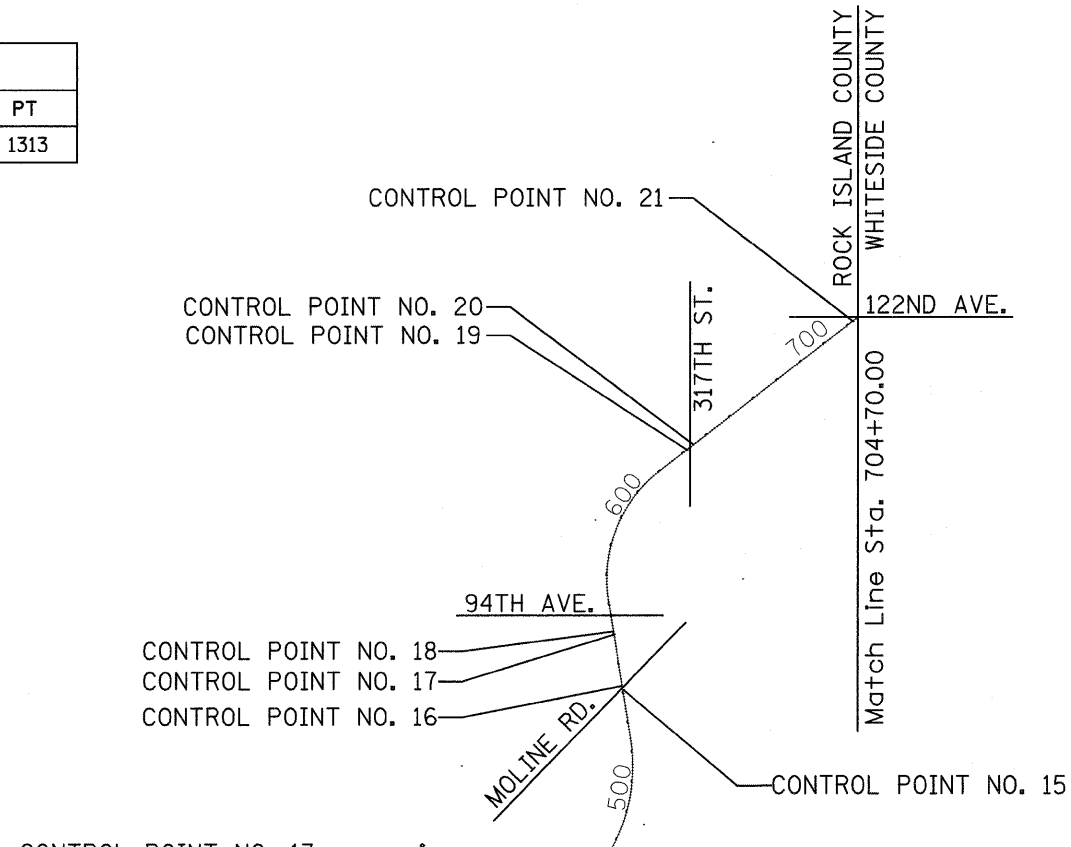 PT
1313
ROCK ISLAND COUNTY
WHITESIDE COUNTY
CONTROL POINT NO. 21
CONTROL POINT NO. 20
CONTROL POINT NO. 19
317TH ST.
122ND AVE.
700
Match Line Sta. 704+70.00
600
94TH AVE.
CONTROL POINT NO. 18
CONTROL POINT NO. 17
CONTROL POINT NO. 16
MOLINE RD.
500
CONTROL POINT NO. 15